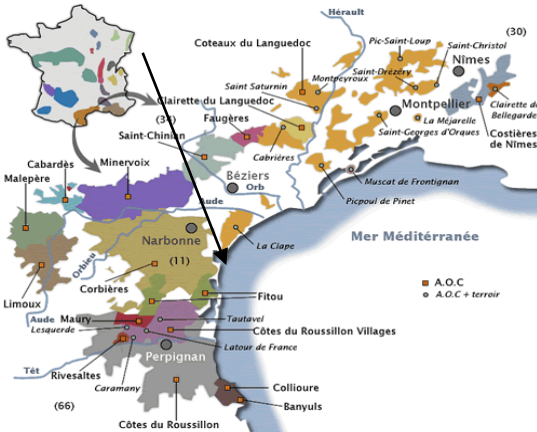 Hérault
(30)
Pic-Saint-Loup
Coteaux du Languedoc
Saint-Christol
Nîmes
Saint-Drézery
Saint Saturnin
Montpeyroux
Clairette du Languedoc
Montpellier
Clairette de
Bellegarde
(34)
Faugères
La Méjarelle
Saint-Georges d'Orques
Costières
de Nîmes
Saint-Chinian
Cabrières
Cabardès
Minervoix
Malepère
Béziers
Orb
Muscat de Frontignan
Picpoul de Pinet
Aude
Narbonne
Mer Méditérranée
La Clape
Orbieu
(11)
Corbières
A.O.C
A.O.C + terroir
Limoux
Fitou
Aude
Maury
Tautavel
Lesquerde
Côtes du Roussillon Villages
Latour de France
Perpignan
Têt
Rivesaltes
Caramany
Collioure
(66)
Banyuls
Côtes du Roussillon